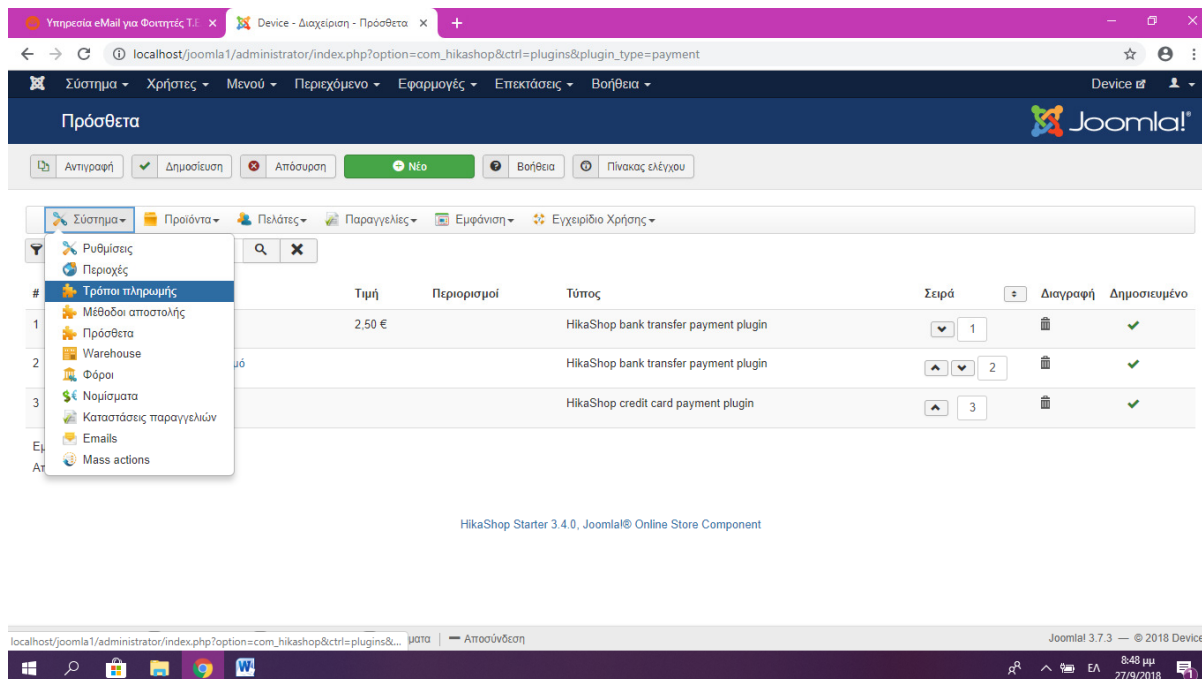 Υπηρεσία eMail για Φοιτητές Τ.Ε
Device - Διαχείριση - Πρόσθετα
localhost/joomla1/administrator/index.php?option=com_hikashop&ctrl=plugins&plugin_type=payment
Σύστημα Χρήστες Μενού Περιεχόμενο Εφαρμογές Επεκτάσεις Βοήθεια Device
Πρόσθετα Joomla!®
Αντιγραφή Δημοσίευση Απόσυρση Νέο Βοήθεια Πίνακας ελέγχου
Σύστημα Προϊόντα Πελάτες Παραγγελίες Εμφάνιση Εγχειρίδιο Χρήσης
Ρυθμίσεις
Περιοχές
Τρόποι πληρωμής
Μέθοδοι αποστολής
Πρόσθετα
Warehouse
Φόροι
Νομίσματα
Καταστάσεις παραγγελιών
Emails
Mass actions
# Τιμή Περιορισμοί Τύπος Σειρά Διαγραφή Δημοσιευμένο
1 2,50 € HikaShop bank transfer payment plugin 1
2 μό HikaShop bank transfer payment plugin 2
3 HikaShop credit card payment plugin 3
HikaShop Starter 3.4.0, Joomla!® Online Store Component
localhost/joomla1/administrator/index.php?option=com_hikashop&ctrl=plugins&... ματα Αποσύνδεση Joomla! 3.7.3 — © 2018 Device
ΕΛ 8:48 μμ
27/9/2018